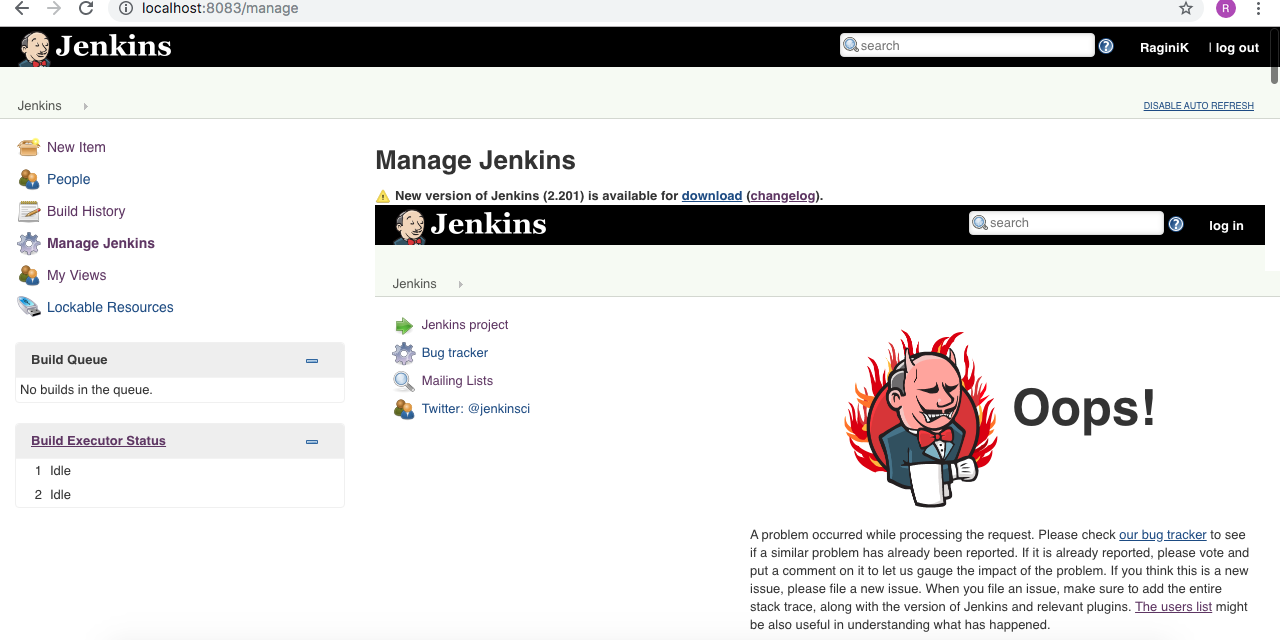 localhost:8083/manage
R
Jenkins
search
?
RaginiK
| log out
Jenkins
DISABLE AUTO REFRESH
New Item
People
Build History
Manage Jenkins
My Views
Lockable Resources
Build Queue
No builds in the queue.
Build Executor Status
1 Idle
2 Idle
Manage Jenkins
New version of Jenkins (2.201) is available for download (changelog).
Jenkins
search
?
log in
Jenkins
Jenkins project
Bug tracker
Mailing Lists
Twitter: @jenkinsci
Oops!
A problem occurred while processing the request. Please check our bug tracker to see
if a similar problem has already been reported. If it is already reported, please vote and
put a comment on it to let us gauge the impact of the problem. If you think this is a new
issue, please file a new issue. When you file an issue, make sure to add the entire
stack trace, along with the version of Jenkins and relevant plugins. The users list might
be also useful in understanding what has happened.